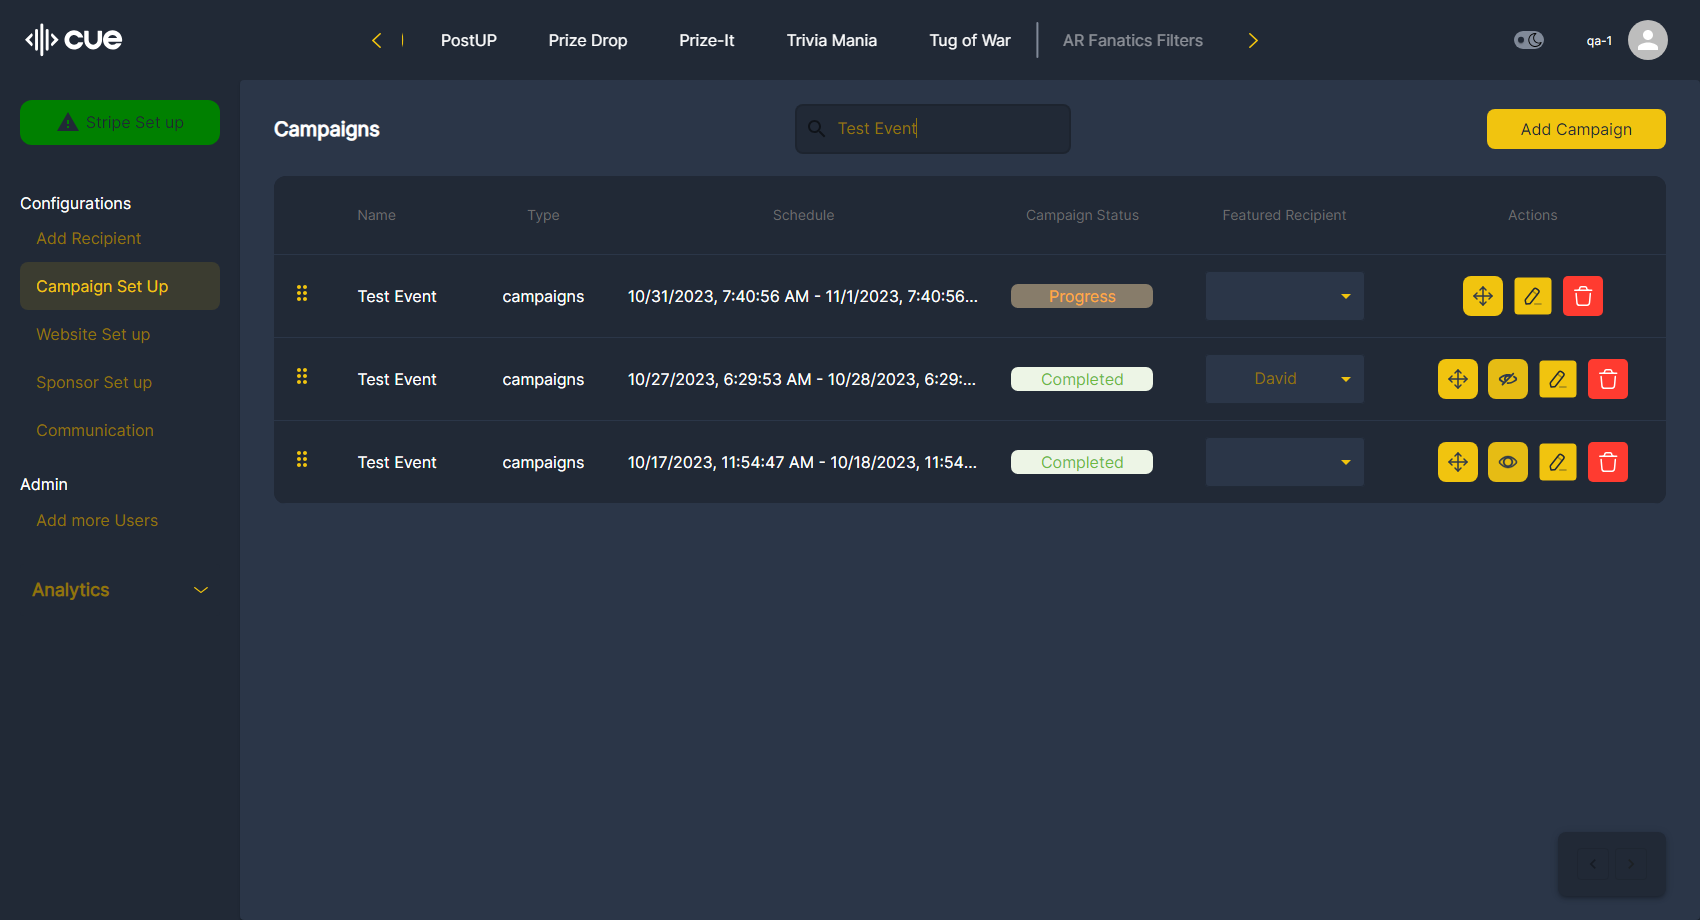 cue
PostUP
Prize Drop
Prize-It
Trivia Mania
Tug of War
AR Fanatics Filters
qa-1
Stripe Set up
Configurations
Add Recipient
Campaign Set Up
Website Set up
Sponsor Set up
Communication
Admin
Add more Users
Analytics
Campaigns
Test Event
Add Campaign
Name Type Schedule Campaign Status Featured Recipient Actions
Test Event campaigns 10/31/2023, 7:40:56 AM - 11/1/2023, 7:40:56... Progress
Test Event campaigns 10/27/2023, 6:29:53 AM - 10/28/2023, 6:29:... Completed David
Test Event campaigns 10/17/2023, 11:54:47 AM - 10/18/2023, 11:54... Completed